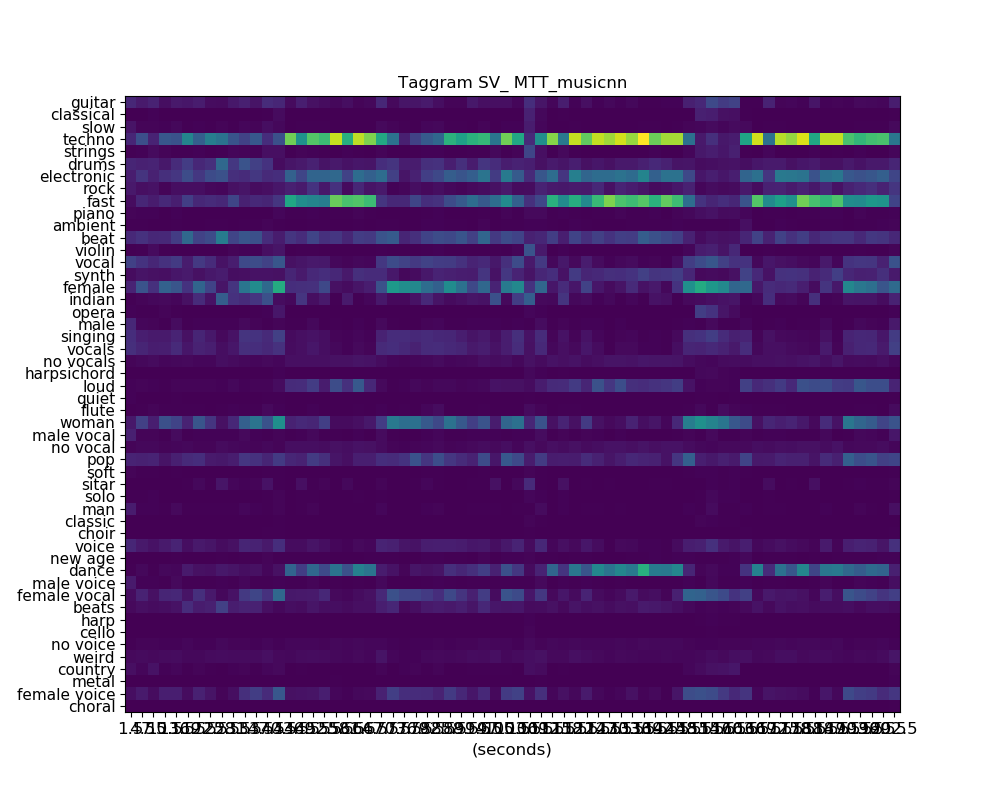 Taggram SV_ MTT_musicnn
guitar
classical
slow
techno
strings
drums
electronic
rock
fast
piano
ambient
beat
violin
vocal
synth
female
indian
opera
male
singing
vocals
no vocals
harpsichord
loud
quiet
flute
woman
male vocal
no vocal
pop
soft
sitar
solo
man
classic
choir
voice
new age
dance
male voice
female vocal
beats
harp
cello
no voice
weird
country
metal
female voice
choral
(seconds)